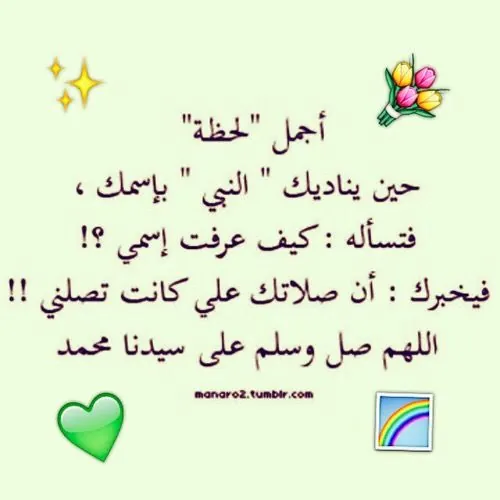 أجمل "لحظة"
حين يناديك " النبي " بإسمك ،
فتسأله : كيف عرفت إسمي ؟!
فيخبرك : أن صلاتك علي كانت تصلني !!
اللهم صل وسلم على سيدنا محمد
manaro2.tumblr.com